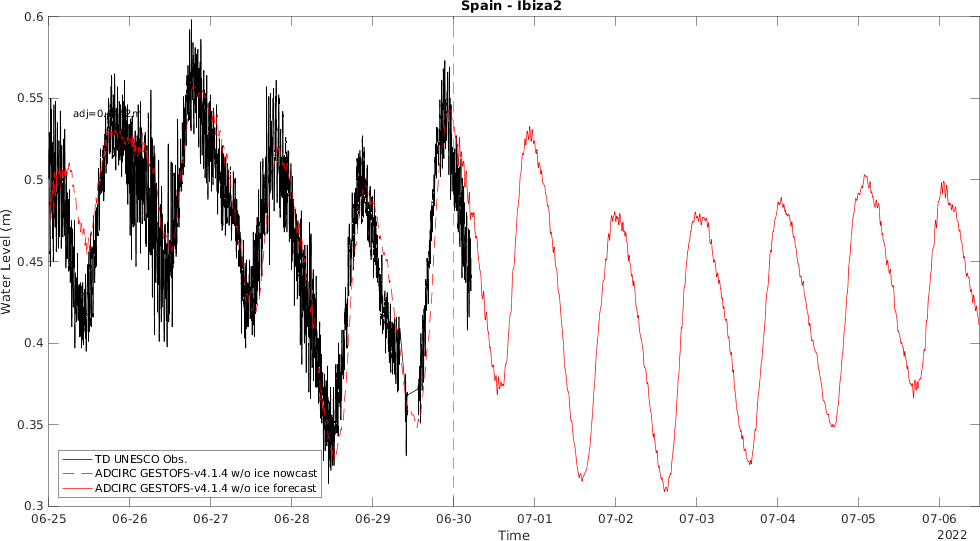 Spain - Ibiza2
0.6
0.55
0.5
0.45
0.4
0.35
0.3
Water Level (m)
TD UNESCO Obs.
ADCIRC GESTOFS-v4.1.4 w/o ice nowcast
ADCIRC GESTOFS-v4.1.4 w/o ice forecast
06-25 06-26 06-27 06-28 06-29 06-30 07-01 07-02 07-03 07-04 07-05 07-06
Time
2022